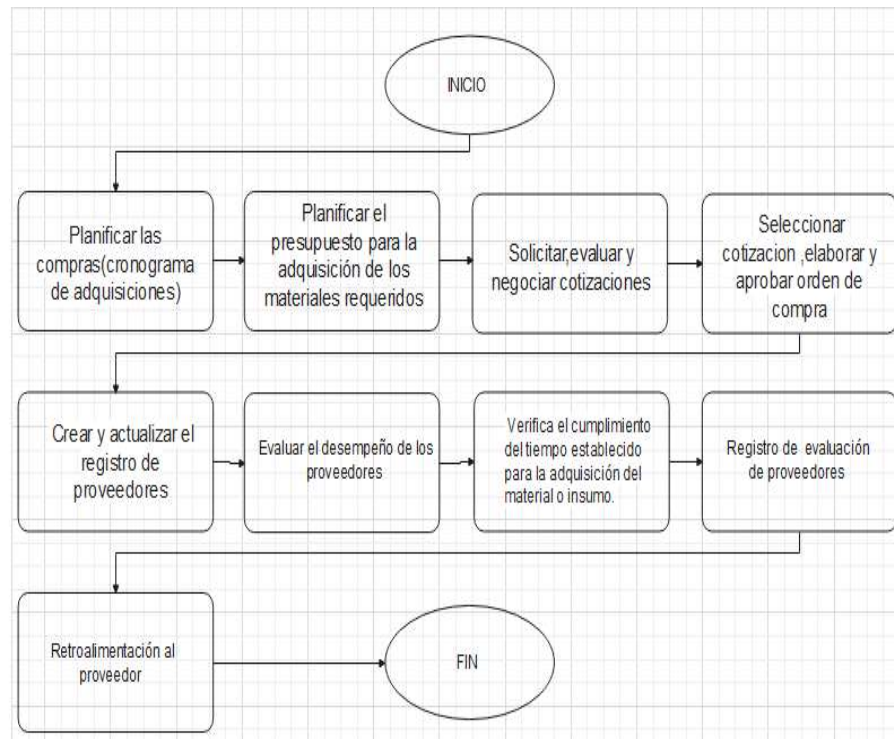 INICIO
Planificar las
compras(cronograma
de adquisiciones)
Planificar el
presupuesto para la
adquisición de los
materiales requeridos
Solicitar,evaluar y
negociar cotizaciones
Seleccionar
cotizacion ,elaborar y
aprobar orden de
compra
Crear y actualizar el
registro de
proveedores
Evaluar el desempeño de los
proveedores
Verifica el cumplimiento
del tiempo establecido
para la adquisición del
material o insumo.
Registro de evaluación
de proveedores
Retroalimentación al
proveedor
FIN